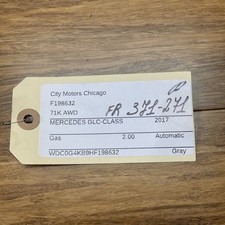 City Motors Chicago
F198632
71K AWD FR 371-271
MERCEDES GLC-CLASS 2017
Gas 2.00 Automatic
WDC0G4KB9HF198632 Gray